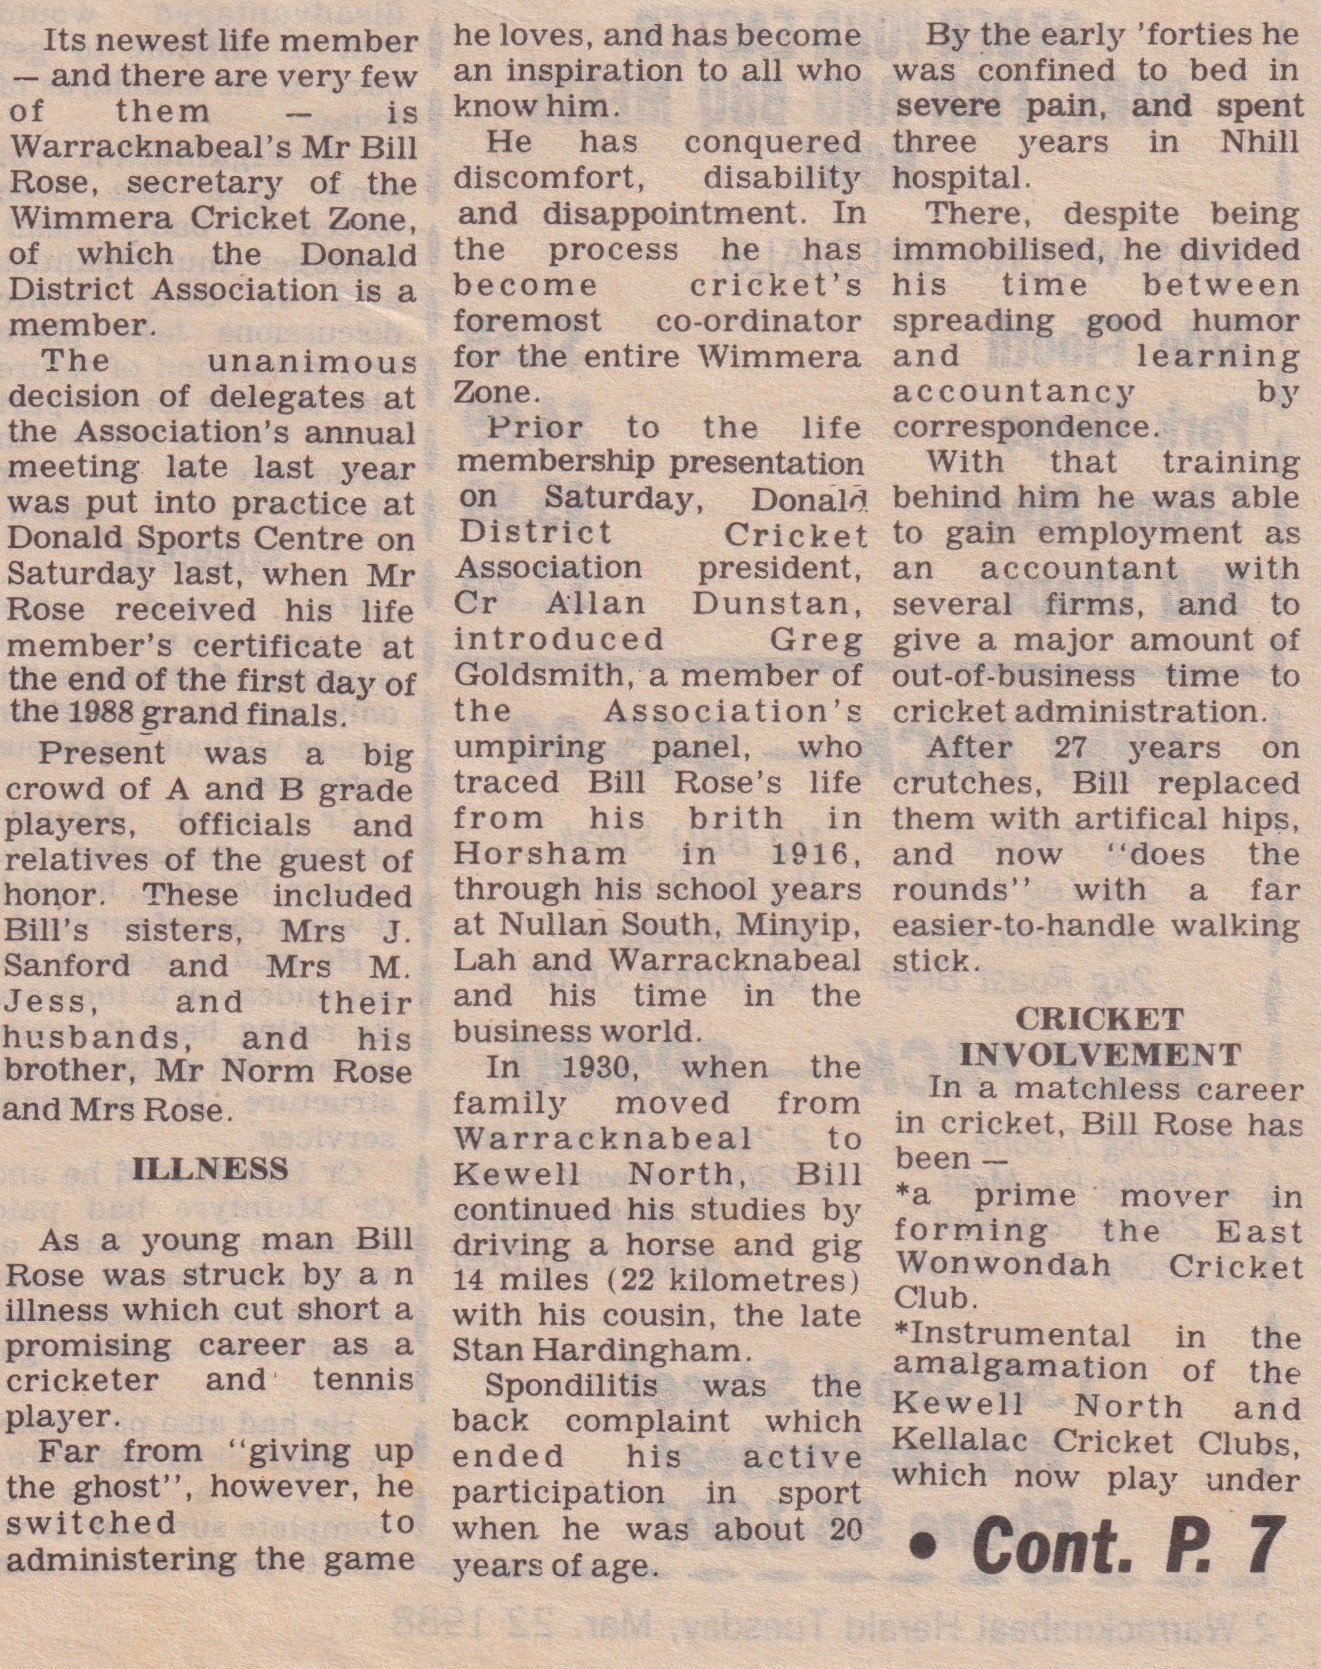 Its newest life member
— and there are very few
of them — is
Warracknabeal's Mr Bill
Rose, secretary of the
Wimmera Cricket Zone,
of which the Donald
District Association is a
member.
The unanimous
decision of delegates at
the Association's annual
meeting late last year
was put into practice at
Donald Sports Centre on
Saturday last, when Mr
Rose received his life
member's certificate at
the end of the first day of
the 1988 grand finals.
Present was a big
crowd of A and B grade
players, officials and
relatives of the guest of
honor. These included
Bill's sisters, Mrs J.
Sanford and Mrs M.
Jess, and their
husbands, and his
brother, Mr Norm Rose
and Mrs Rose.
ILLNESS
As a young man Bill
Rose was struck by a n
illness which cut short a
promising career as a
cricketer and tennis
player.
Far from "giving up
the ghost", however, he
switched to
administering the game
he loves, and has become
an inspiration to all who
know him.
He has conquered
discomfort, disability
and disappointment. In
the process he has
become cricket's
foremost co-ordinator
for the entire Wimmera
Zone.
Prior to the life
membership presentation
on Saturday, Donald
District Cricket
Association president,
Cr Allan Dunstan,
introduced Greg
Goldsmith, a member of
the Association's
umpiring panel, who
traced Bill Rose's life
from his brith in
Horsham in 1916,
through his school years
at Nullan South, Minyip,
Lah and Warracknabeal
and his time in the
business world.
In 1930, when the
family moved from
Warracknabeal to
Kewell North, Bill
continued his studies by
driving a horse and gig
14 miles (22 kilometres)
with his cousin, the late
Stan Hardingham.
Spondilitis was the
back complaint which
ended his active
participation in sport
when he was about 20
years of age.
By the early 'forties he
was confined to bed in
severe pain, and spent
three years in Nhill
hospital.
There, despite being
immobilised, he divided
his time between
spreading good humor
and learning
accountancy by
correspondence.
With that training
behind him he was able
to gain employment as
an accountant with
several firms, and to
give a major amount of
out-of-business time to
cricket administration.
After 27 years on
crutches, Bill replaced
them with artifical hips,
and now "does the
rounds" with a far
easier-to-handle walking
stick.
CRICKET
INVOLVEMENT
In a matchless career
in cricket, Bill Rose has
been —
*a prime mover in
forming the East
Wonwondah Cricket
Club.
*Instrumental in the
amalgamation of the
Kewell North and
Kellalac Cricket Clubs,
which now play under
• Cont. P. 7
2 Warracknabeal Herald Tuesday, Mar. 22 1988